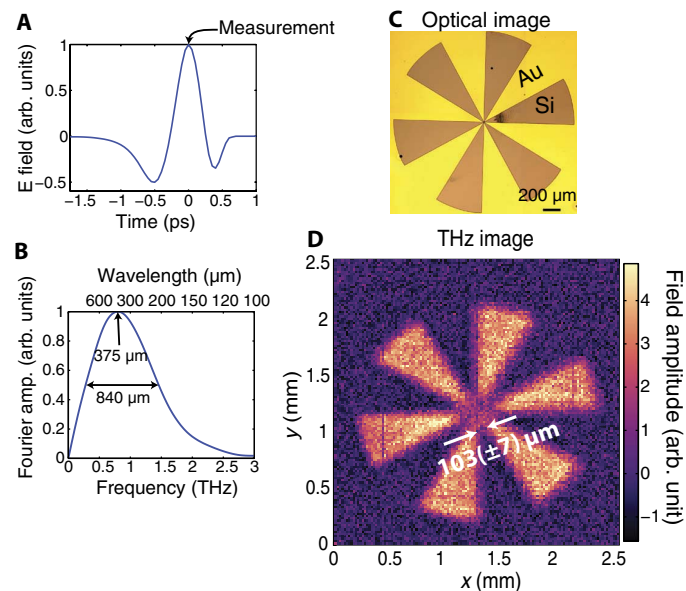 A
Measurement
1
0
−0.5
−1.5 −1 −0.5 0 0.5 1
E field (arb. units)
Time (ps)
B
Wavelength (μm)
600 300 200 150 120 100
1
0.8
0.6
0.4
0.2
0
375 μm
840 μm
0 0.5 1 1.5 2 2.5 3
Fourier amp. (arb. units)
Frequency (THz)
C
Optical image
Au
Si
200 μm
D
THz image
2.5
2
1.5
1
0.5
0
103(±7) μm
0 0.5 1 1.5 2 2.5
y (mm)
x (mm)
4
3
2
1
0
−1
Field amplitude (arb. unit)